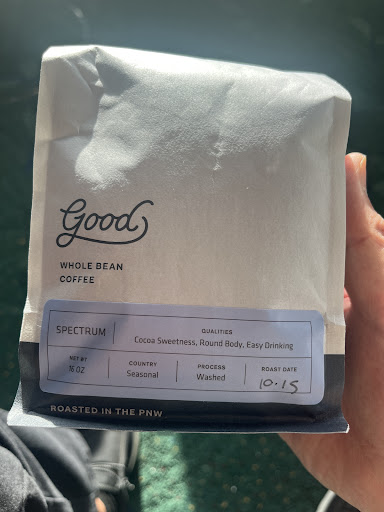 Good
WHOLE BEAN
COFFEE
SPECTRUM
QUALITIES
Cocoa Sweetness, Round Body, Easy Drinking
NET WT
16 OZ
COUNTRY
Seasonal
PROCESS
Washed
ROAST DATE
10.15
ROASTED IN THE PNW